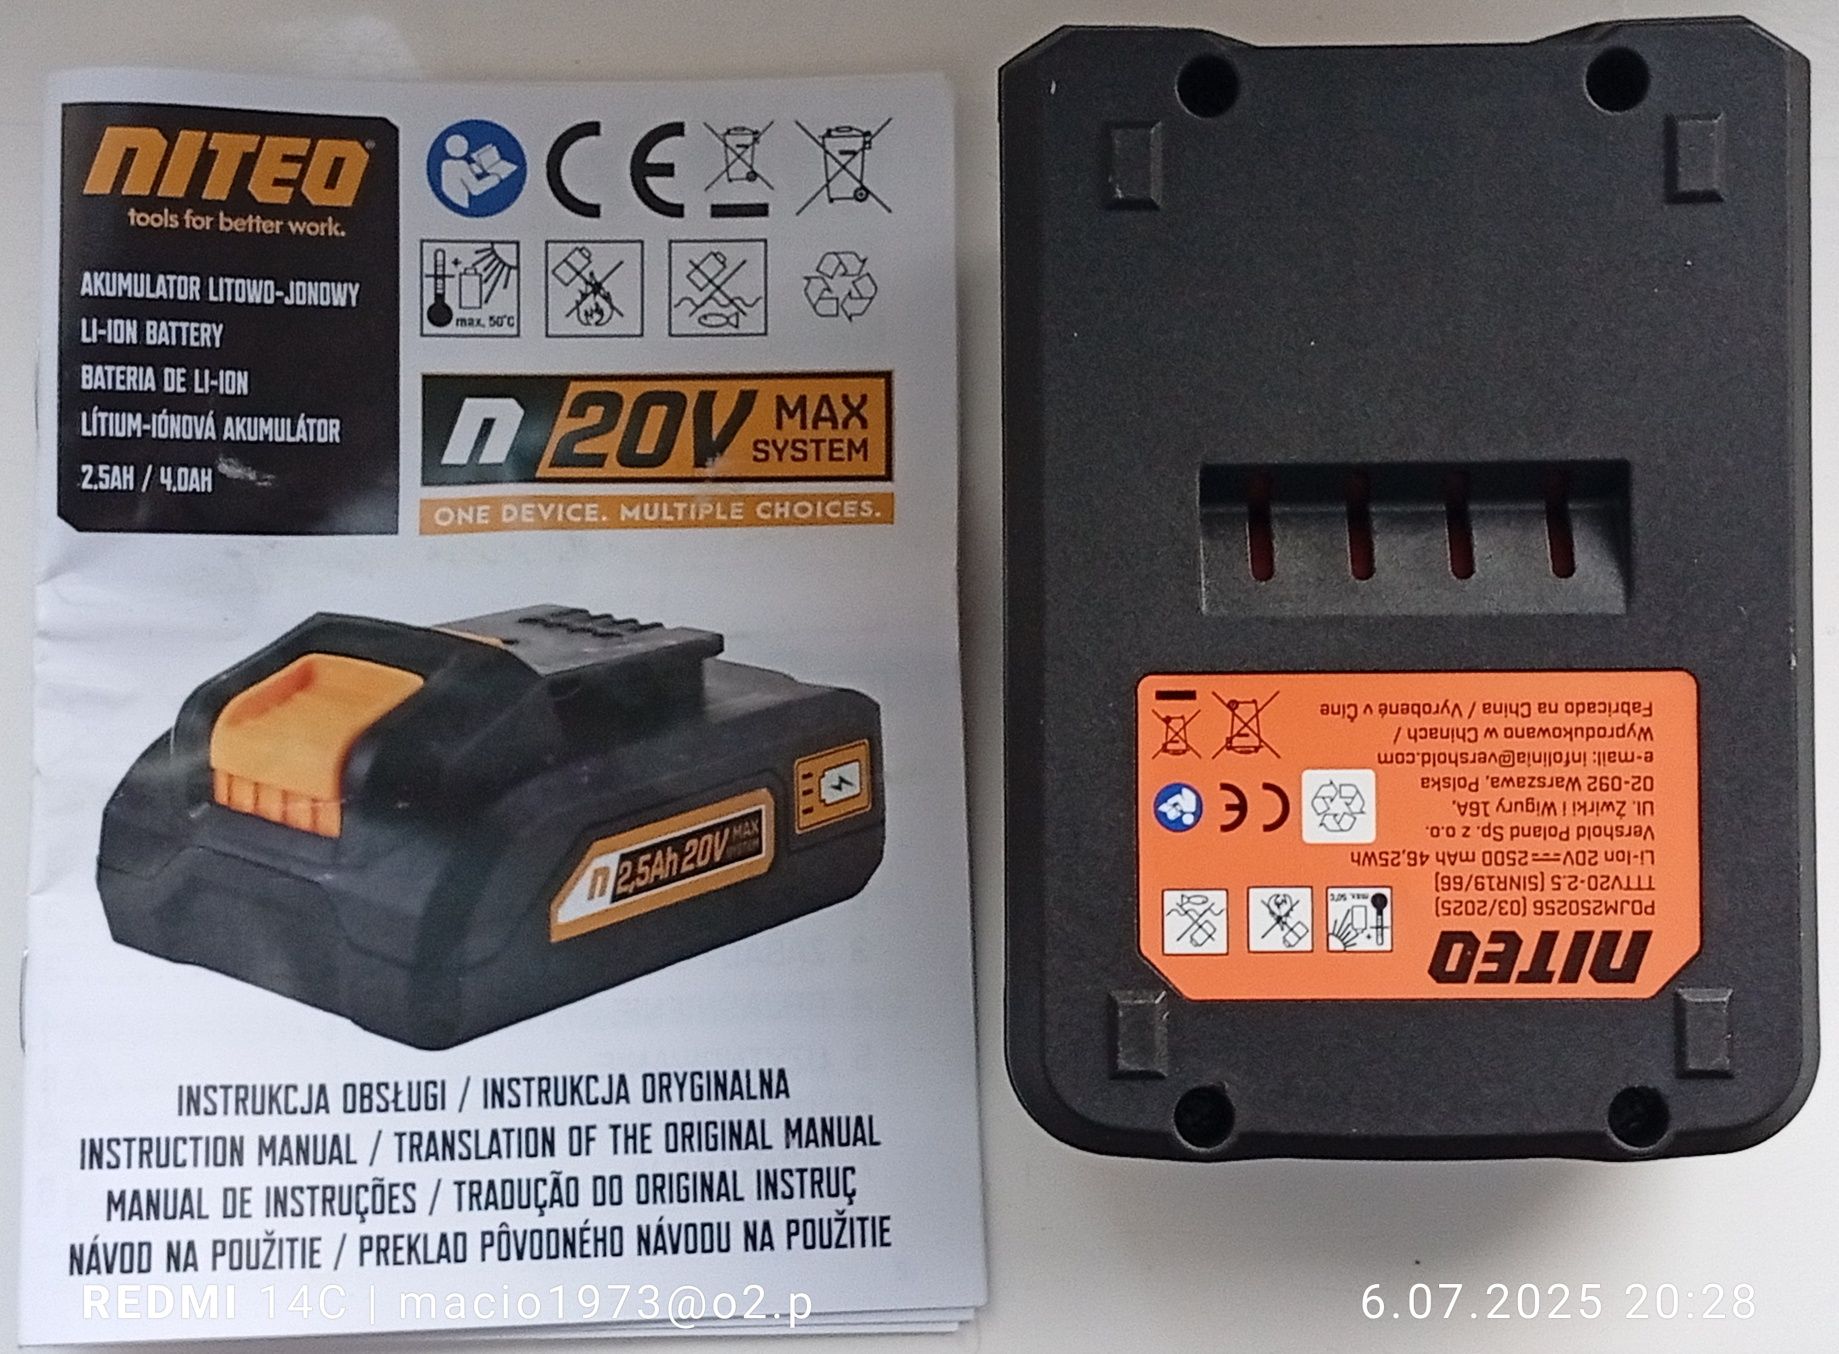 NITEO®
tools for better work.
AKUMULATOR LITOWO-JONOWY
LI-ION BATTERY
BATERIA DE LI-ION
LÍTIUM-IÓNOVÁ AKUMULÁTOR
2.5AH / 4.0AH
CE
max. 50°C
n 20V MAX SYSTEM
ONE DEVICE. MULTIPLE CHOICES.
n 2,5Ah 20V MAX SYSTEM
INSTRUKCJA OBSŁUGI / INSTRUKCJA ORYGINALNA
INSTRUCTION MANUAL / TRANSLATION OF THE ORIGINAL MANUAL
MANUAL DE INSTRUÇÕES / TRADUÇÃO DO ORIGINAL INSTRUÇ
NÁVOD NA POUŽITIE / PREKLAD PÔVODNÉHO NÁVODU NA POUŽITIE
NITEO
POJM250256 (03/2025)
TTTV20-2.5 (5INR19/66)
Li-Ion 20V 2500 mAh 46,25Wh
Vershold Poland Sp. z o.o.
Ul. Żwirki i Wigury 16A,
02-092 Warszawa, Polska
e-mail: infolinia@vershold.com
Wyprodukowano w Chinach /
Fabricado na China / Vyrobené v Číne
max. 50°C
CE
REDMI 14C | macio1973@o2.p
6.07.2025 20:28